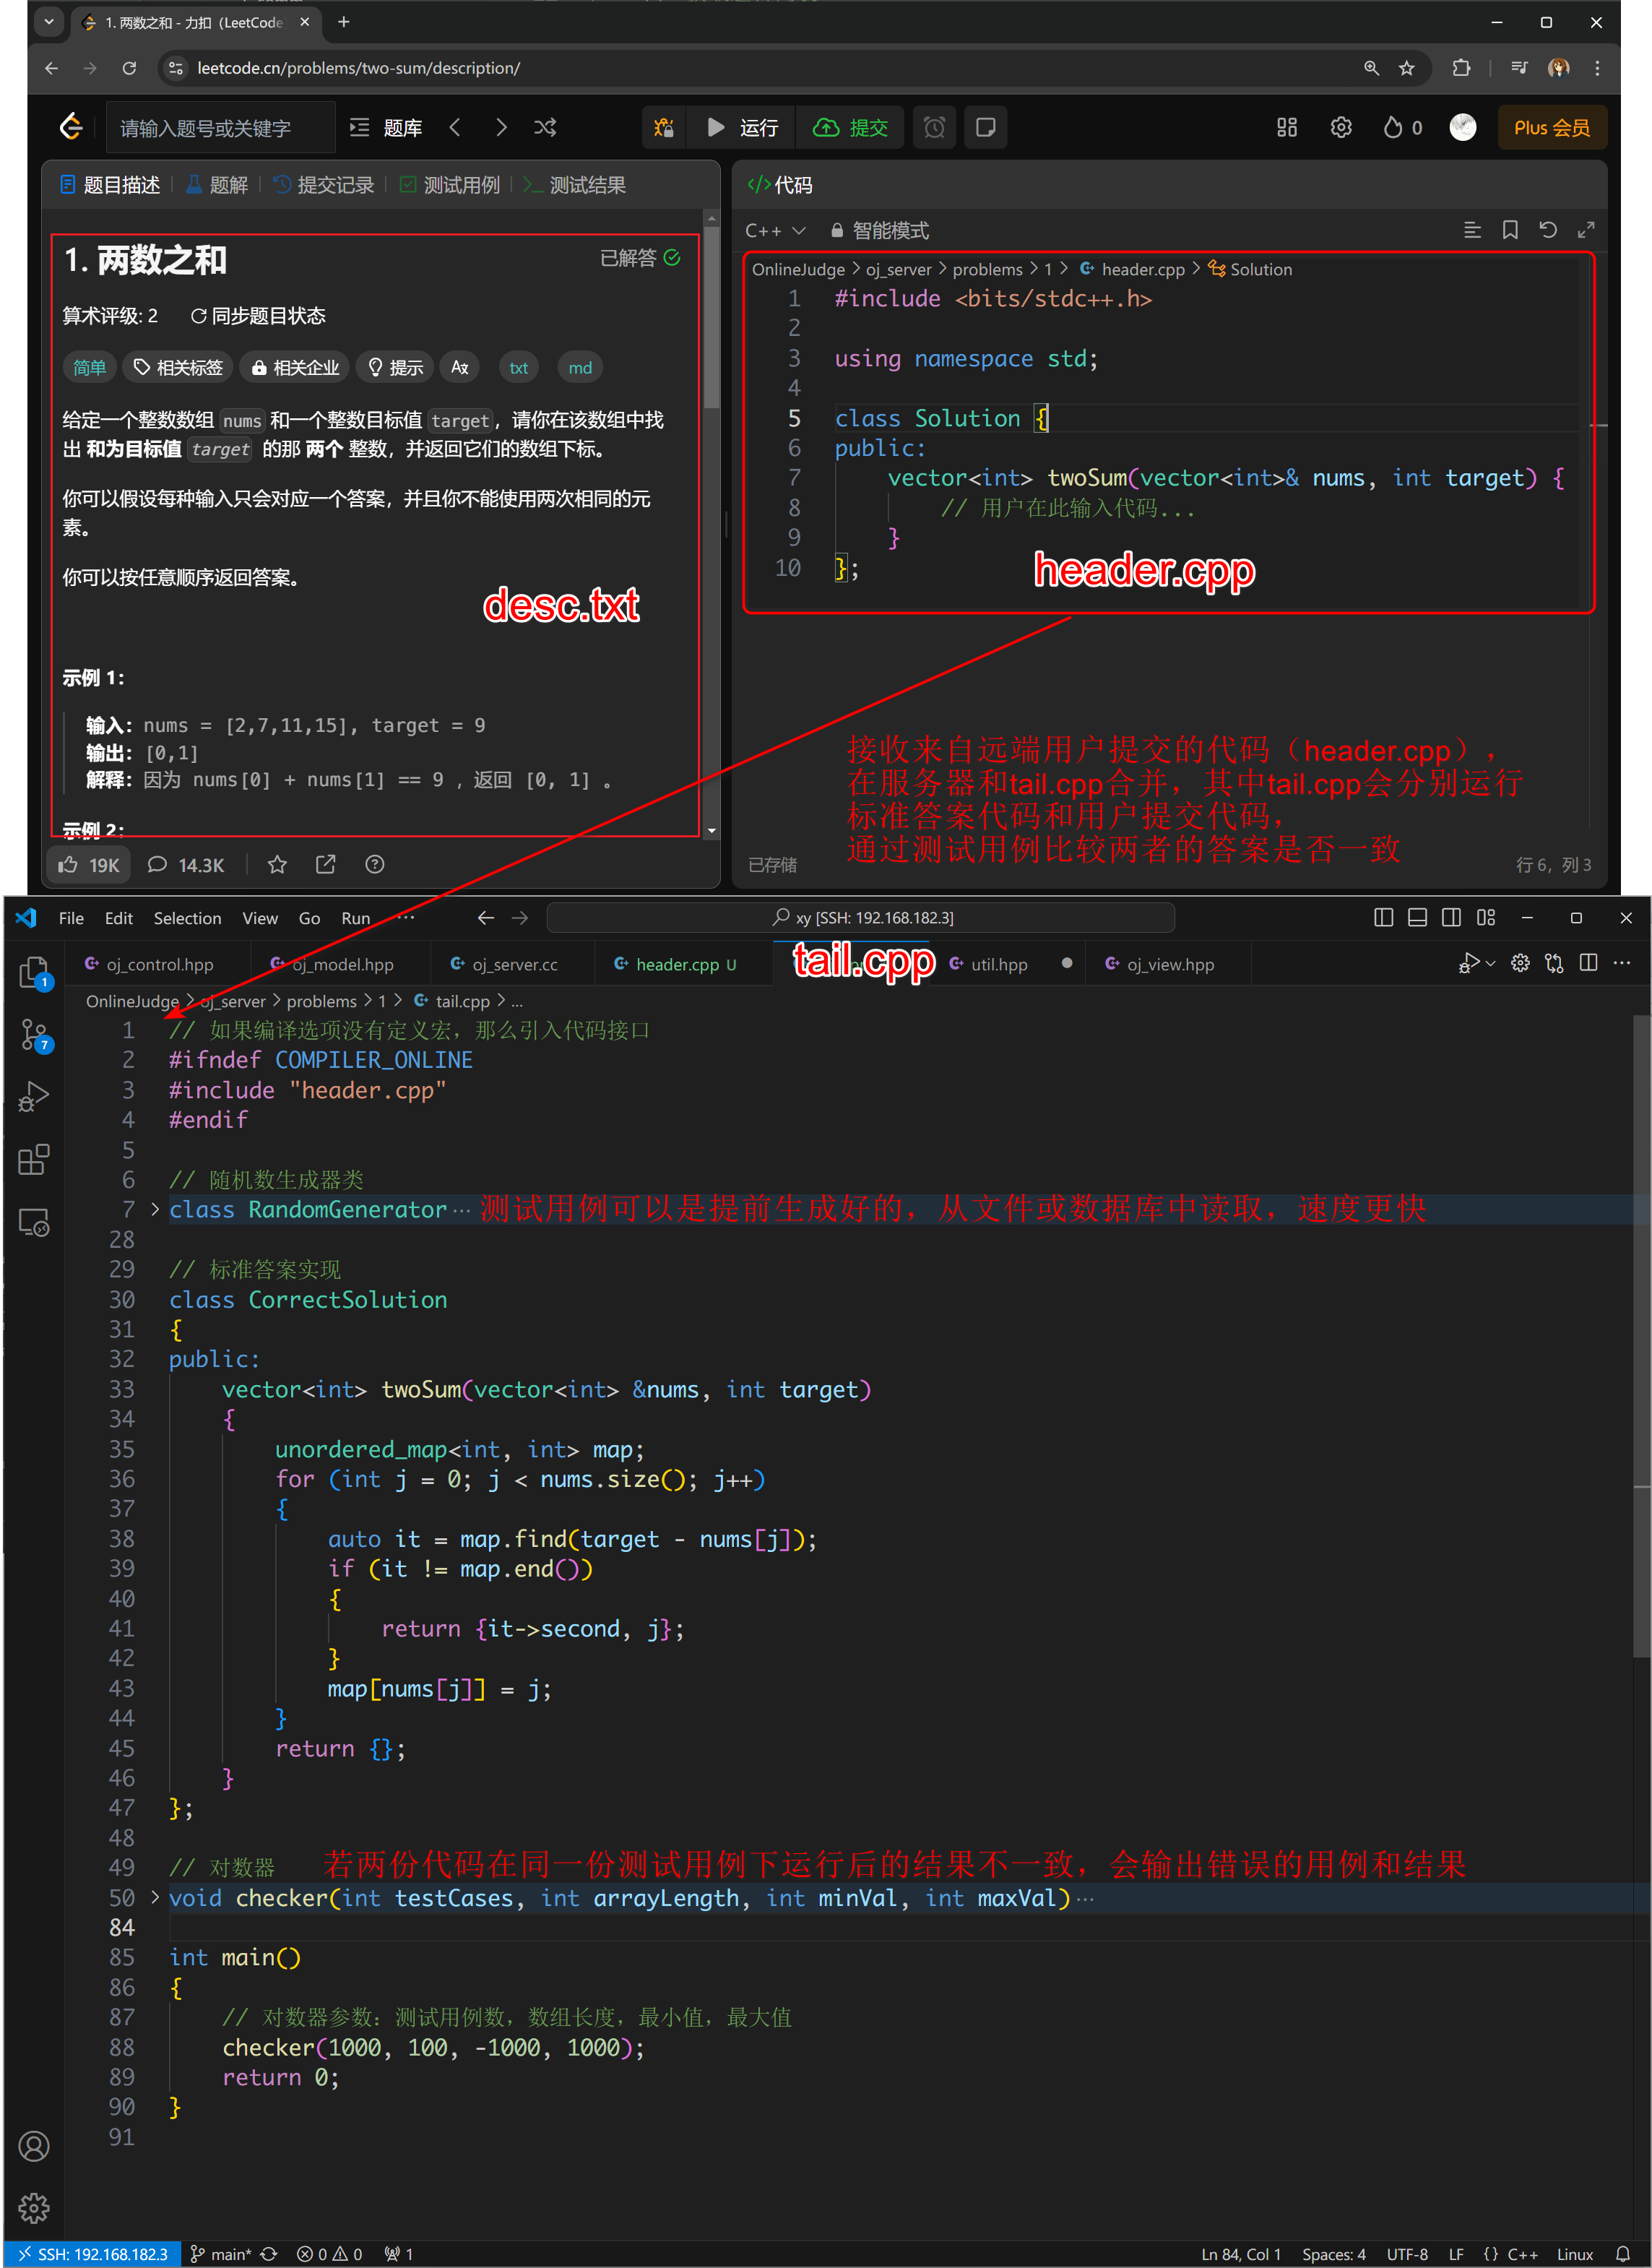 1. 两数之和 - 力扣（LeetCode
leetcode.cn/problems/two-sum/description/
请输入题号或关键字
题库
运行
提交
0
Plus 会员
题目描述
题解
提交记录
测试用例
测试结果
1. 两数之和
已解答
算术评级: 2
同步题目状态
简单
相关标签
相关企业
提示
txt
md
给定一个整数数组 nums 和一个整数目标值 target，请你在该数组中找
出 和为目标值 target 的那 两个 整数，并返回它们的数组下标。
你可以假设每种输入只会对应一个答案，并且你不能使用两次相同的元
素。
你可以按任意顺序返回答案。
desc.txt
示例 1：
输入：nums = [2,7,11,15], target = 9
输出：[0,1]
解释：因为 nums[0] + nums[1] == 9 ，返回 [0, 1] 。
示例 2：
19K
14.3K
</>代码
C++
智能模式
OnlineJudge > oj_server > problems > 1 > header.cpp > Solution
1 #include <bits/stdc++.h>
2
3 using namespace std;
4
5 class Solution {
6 public:
7     vector<int> twoSum(vector<int>& nums, int target) {
8         // 用户在此输入代码...
9     }
10 };
header.cpp
接收来自远端用户提交的代码（header.cpp），
在服务器和tail.cpp合并，其中tail.cpp会分别运行
标准答案代码和用户提交代码，
通过测试用例比较两者的答案是否一致
已存储
行 6，列 3
File Edit Selection View Go Run ···
xy [SSH: 192.168.182.3]
oj_control.hpp
oj_model.hpp
oj_server.cc
header.cpp U
tail.cpp
util.hpp
oj_view.hpp
1
7
OnlineJudge > oj_server > problems > 1 > tail.cpp > ...
1 // 如果编译选项没有定义宏，那么引入代码接口
2 #ifndef COMPILER_ONLINE
3 #include "header.cpp"
4 #endif
5
6 // 随机数生成器类
7 > class RandomGenerator··· 测试用例可以是提前生成好的，从文件或数据库中读取，速度更快
28
29 // 标准答案实现
30 class CorrectSolution
31 {
32 public:
33     vector<int> twoSum(vector<int> &nums, int target)
34     {
35         unordered_map<int, int> map;
36         for (int j = 0; j < nums.size(); j++)
37         {
38             auto it = map.find(target - nums[j]);
39             if (it != map.end())
40             {
41                 return {it->second, j};
42             }
43             map[nums[j]] = j;
44         }
45         return {};
46     }
47 };
48
49 // 对数器 若两份代码在同一份测试用例下运行后的结果不一致，会输出错误的用例和结果
50 > void checker(int testCases, int arrayLength, int minVal, int maxVal)···
84
85 int main()
86 {
87     // 对数器参数：测试用例数，数组长度，最小值，最大值
88     checker(1000, 100, -1000, 1000);
89     return 0;
90 }
91
SSH: 192.168.182.3 main* 0 0 1
Ln 84, Col 1 Spaces: 4 UTF-8 LF {} C++ Linux